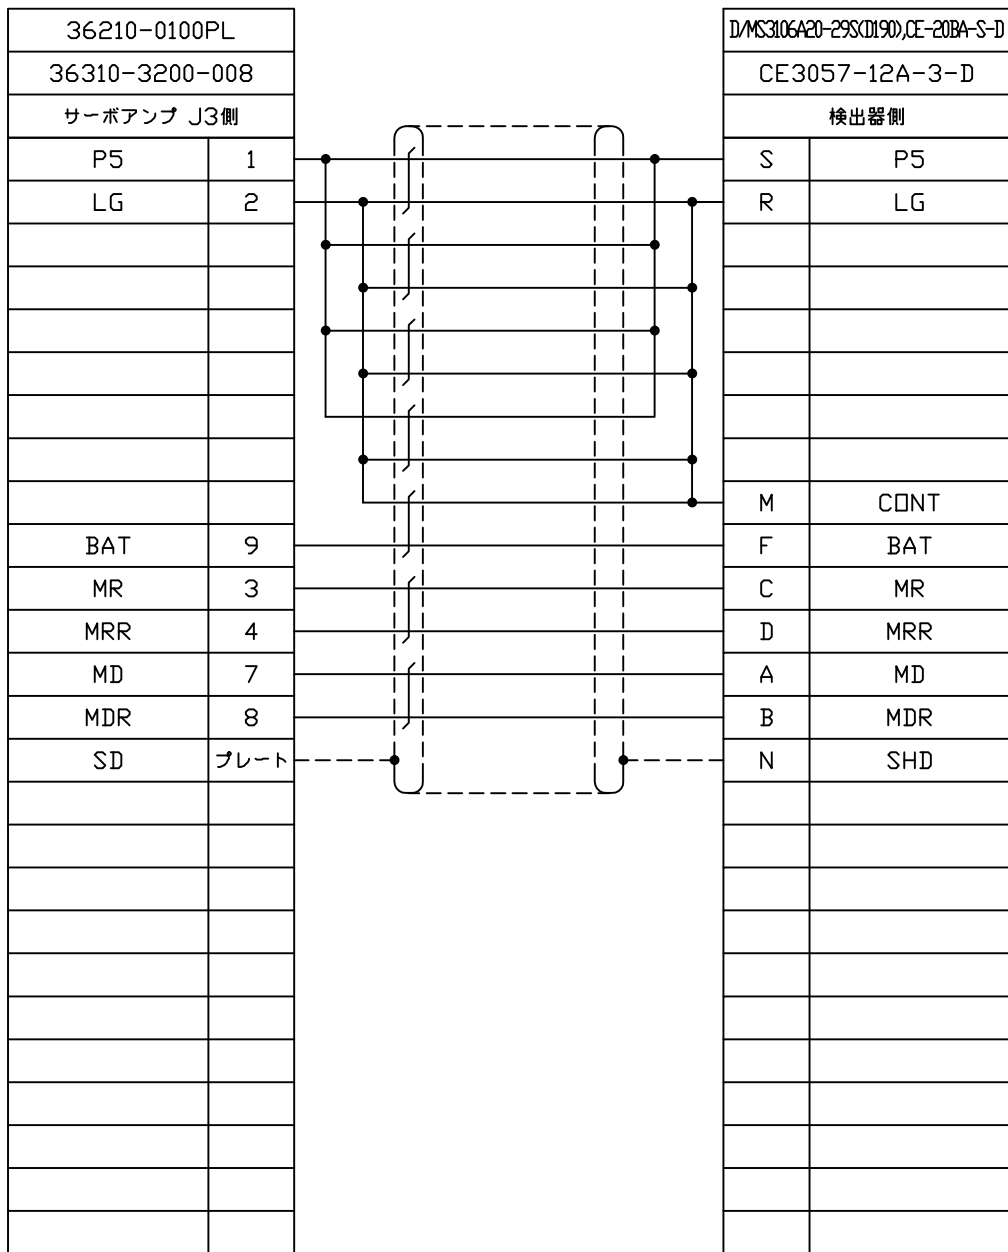 36210-0100PL D/MS3106A20-29S(D190),CE-20BA-S-D
36310-3200-008 CE3057-12A-3-D
サーボアンプ J3側 検出器側
P5 1 S P5
LG 2 R LG
M CONT
BAT 9 F BAT
MR 3 C MR
MRR 4 D MRR
MD 7 A MD
MDR 8 B MDR
SD プレート N SHD